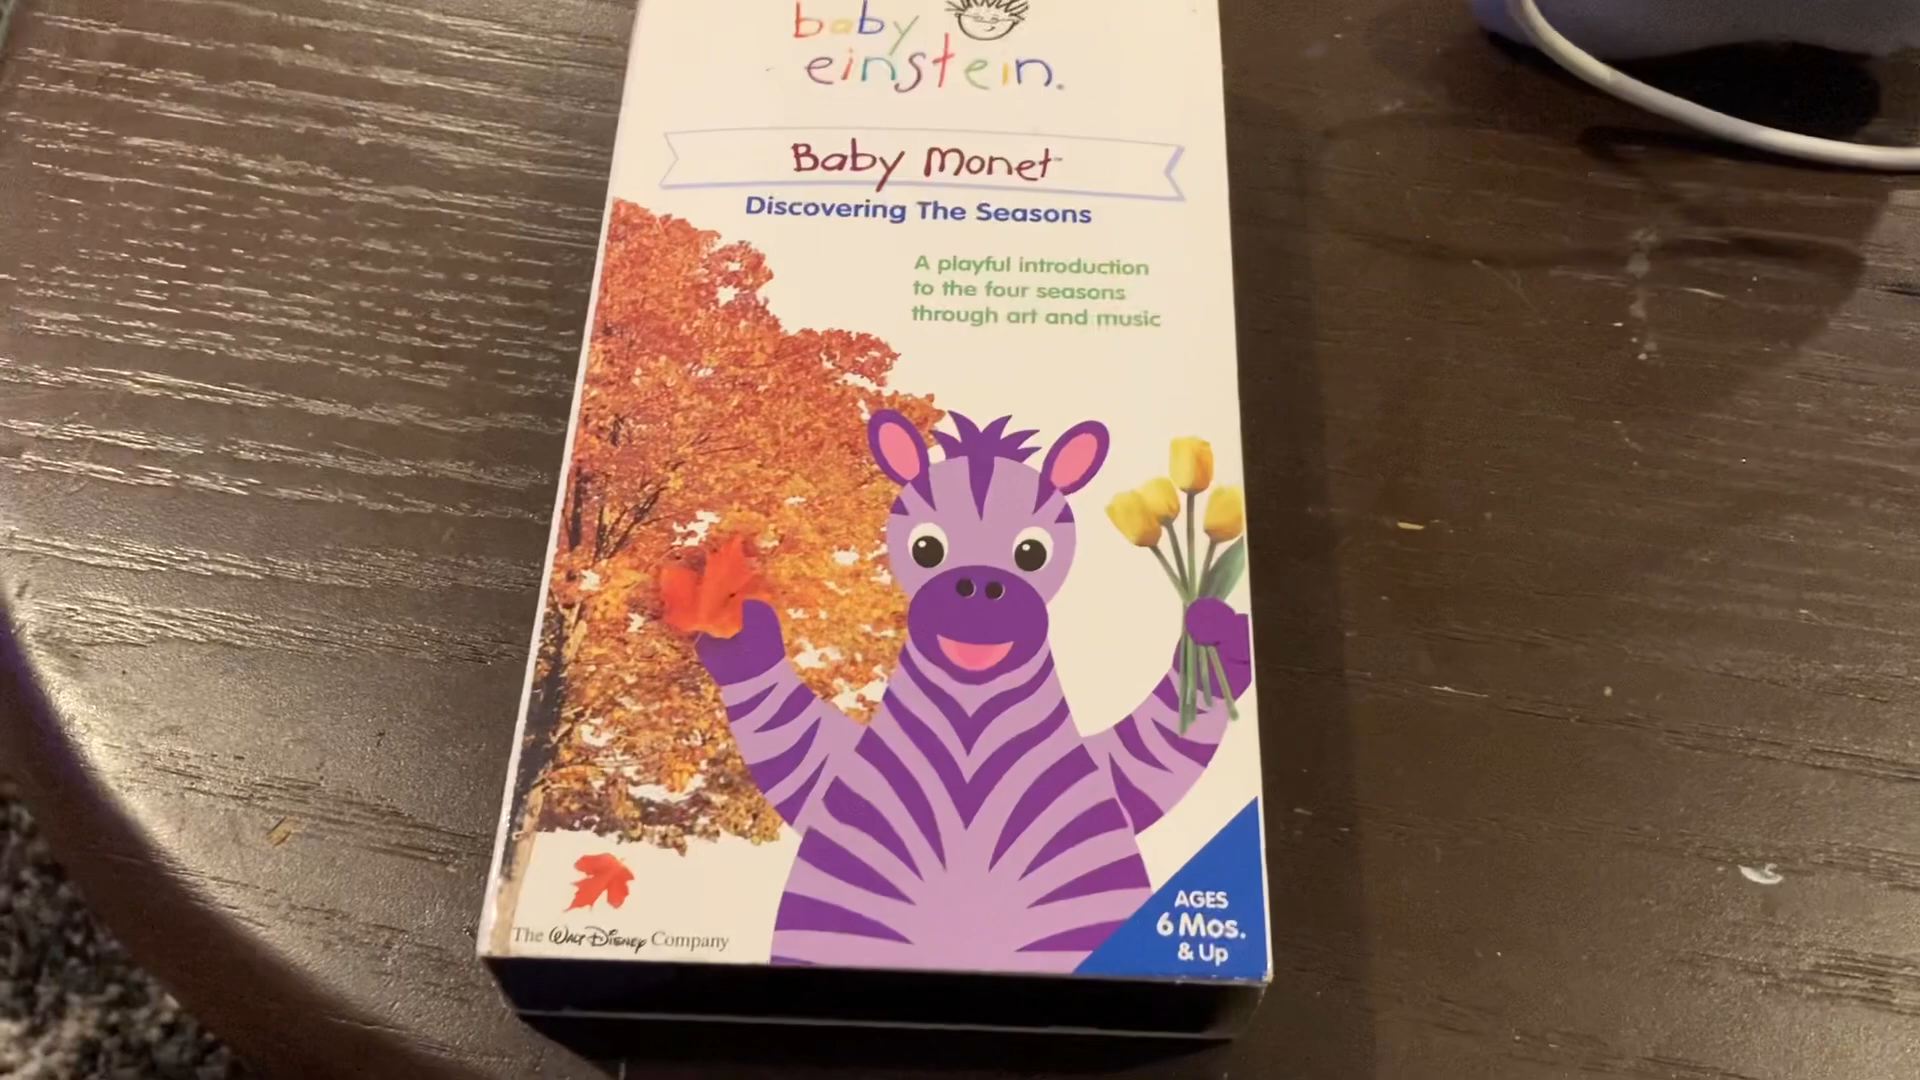 baby
einstein.
Baby Monet™
Discovering The Seasons
A playful introduction
to the four seasons
through art and music
The Walt Disney Company
AGES
6 Mos.
& Up